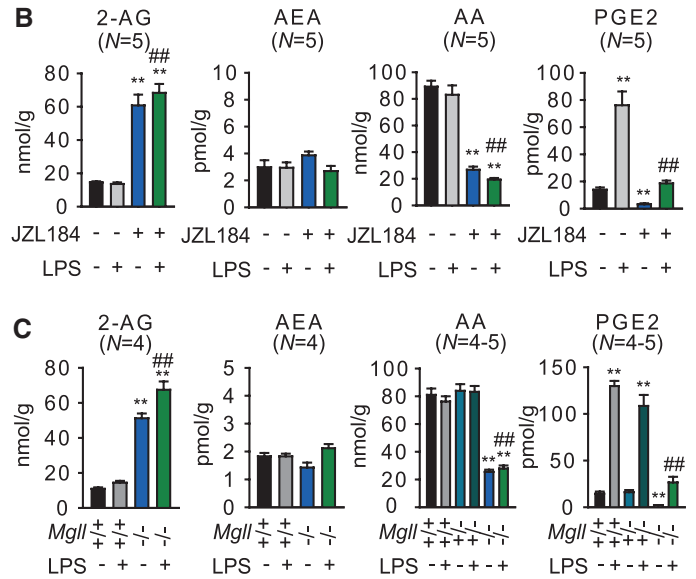 B
2-AG
(N=5)
AEA
(N=5)
AA
(N=5)
PGE2
(N=5)
nmol/g
80
60
40
20
0
** ## **
pmol/g
10
8
6
4
2
0
nmol/g
100
80
60
40
20
0
** ## **
pmol/g
100
80
60
40
20
0
** ** ##
JZL184 - - + + JZL184 - - + + JZL184 - - + + JZL184 - - + +
LPS - + - + LPS - + - + LPS - + - + LPS - + - +
C
2-AG
(N=4)
AEA
(N=4)
AA
(N=4-5)
PGE2
(N=4-5)
nmol/g
80
60
40
20
0
** ## **
pmol/g
5
4
3
2
1
0
nmol/g
100
80
60
40
20
0
** ## **
pmol/g
150
100
50
0
** ** ** ##
Mgll +/+ +/+ -/- -/- Mgll +/+ +/+ -/- -/- Mgll +/+ +/+ +/- +/- -/- -/- Mgll +/+ +/+ +/- +/- -/- -/-
LPS - + - + LPS - + - + LPS - + - + - + LPS - + - + - +